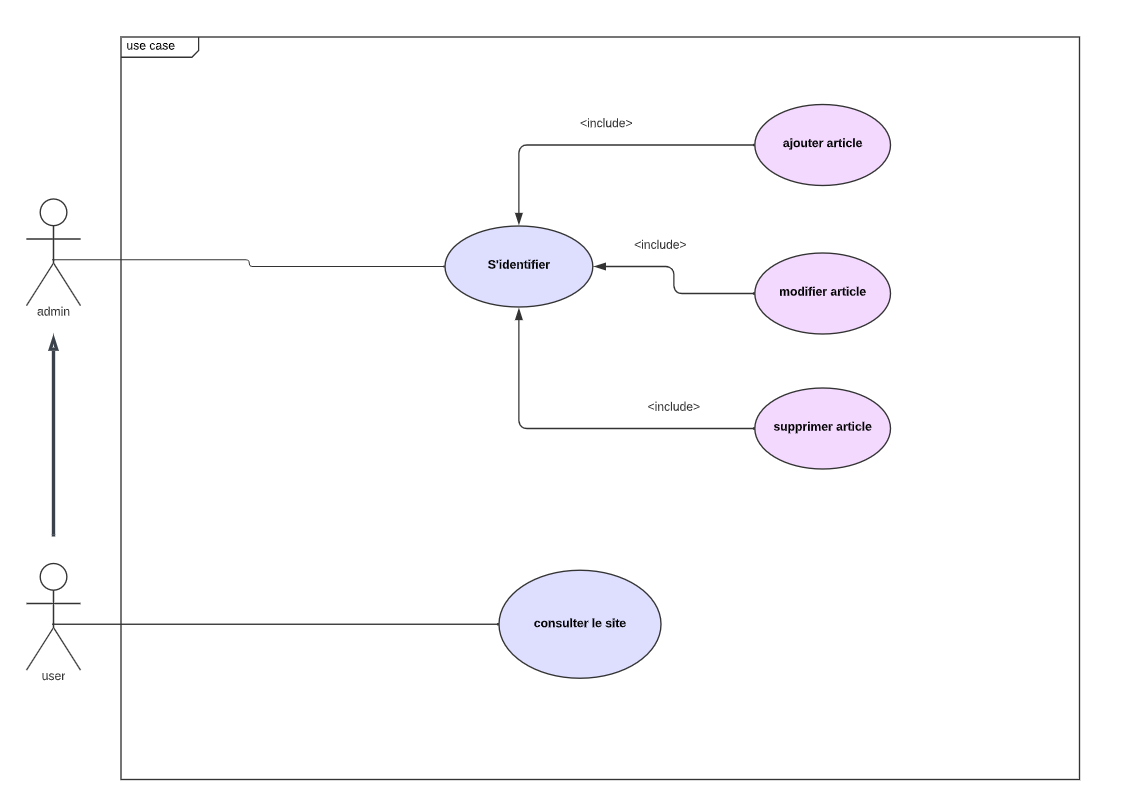 use case
<include>
ajouter article
admin
S'identifier
<include>
modifier article
<include>
supprimer article
user
consulter le site